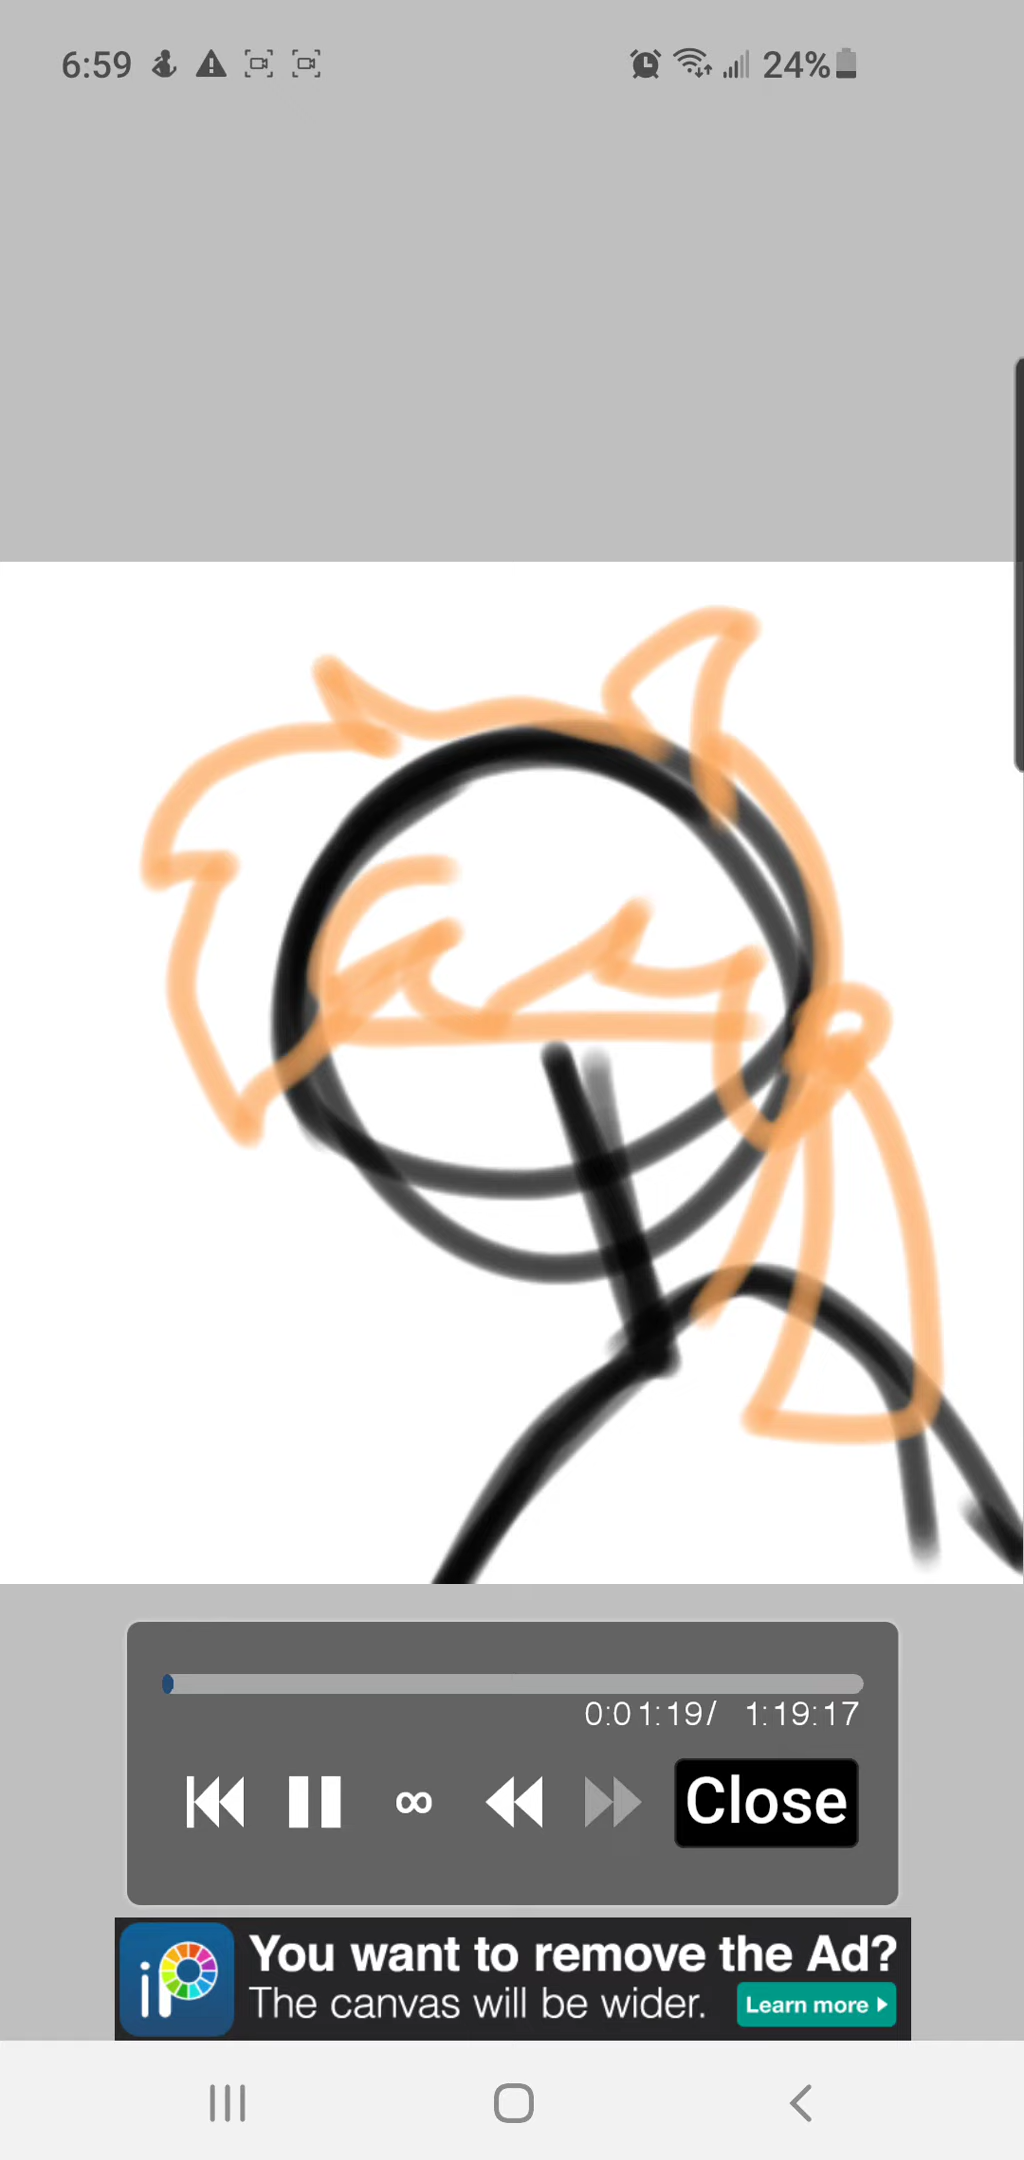 6:59 24%
0:01:19/ 1:19:17
∞
Close
iP
You want to remove the Ad?
The canvas will be wider.
Learn more